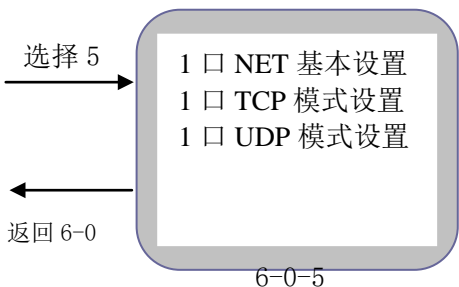 选择 5
1 口 NET 基本设置
1 口 TCP 模式设置
1 口 UDP 模式设置
返回 6-0
6-0-5